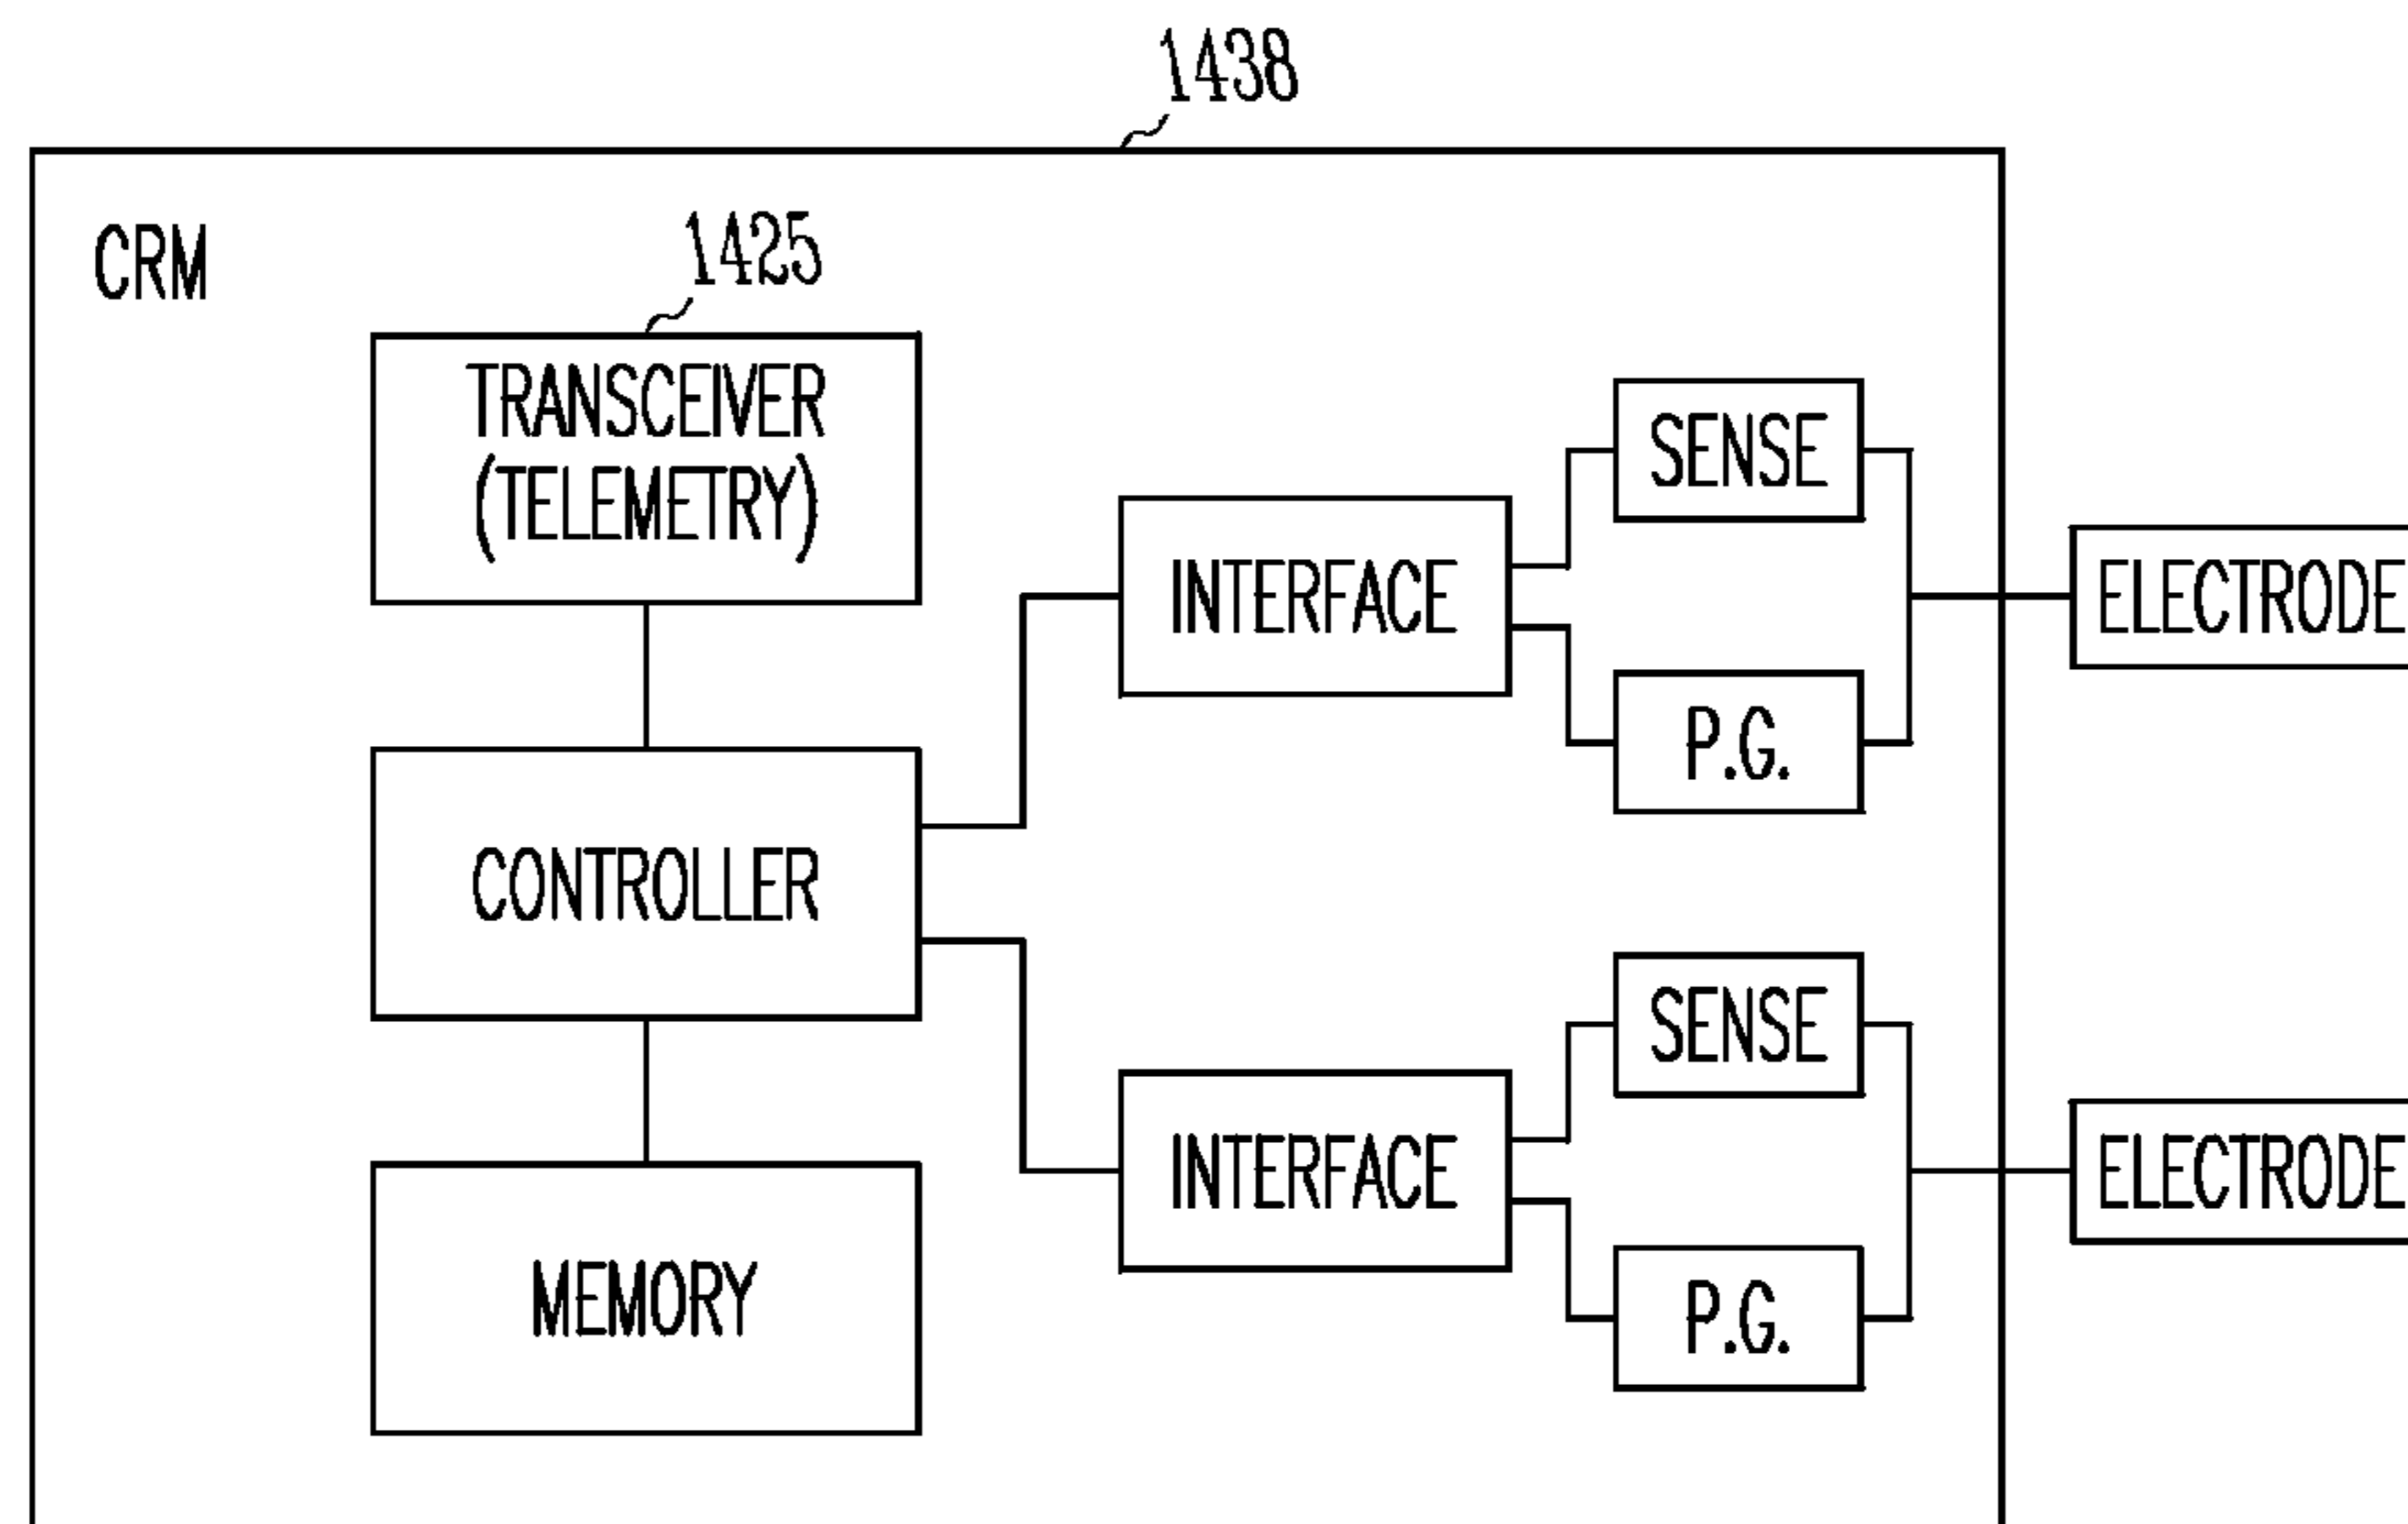 1438
CRM
1425
TRANSCEIVER
(TELEMETRY)
SENSE
INTERFACE
ELECTRODE
P.G.
CONTROLLER
SENSE
INTERFACE
ELECTRODE
MEMORY
P.G.